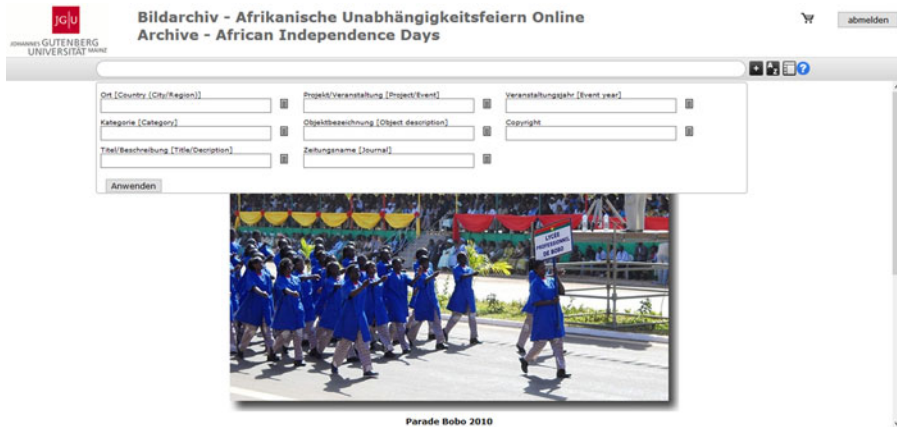 JG|U
JOHANNES GUTENBERG
UNIVERSITÄT MAINZ
Bildarchiv - Afrikanische Unabhängigkeitsfeiern Online
Archive - African Independence Days
abmelden
Ort [Country (City/Region)]
Projekt/Veranstaltung [Project/Event]
Veranstaltungsjahr [Event year]
Kategorie [Category]
Objektbezeichnung [Object description]
Copyright
Titel/Beschreibung [Title/Decription]
Zeitungsname [Journal]
Anwenden
LYCÉE
PROFESSIONNEL
DE BOBO
Parade Bobo 2010